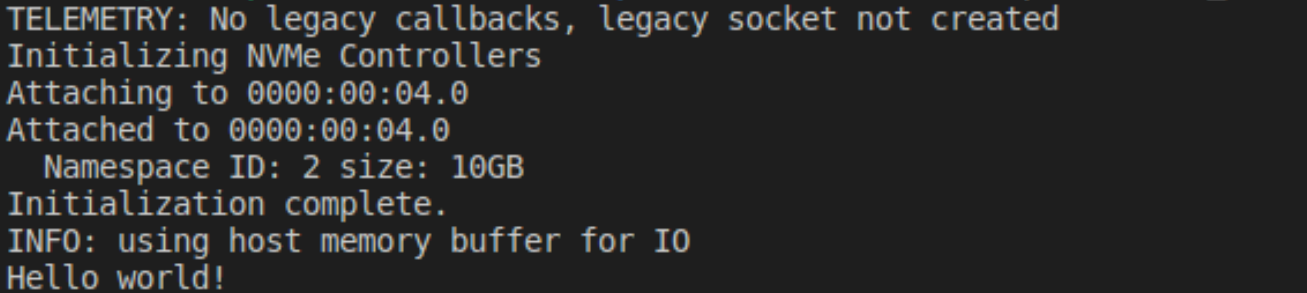 TELEMETRY: No legacy callbacks, legacy socket not created
Initializing NVMe Controllers
Attaching to 0000:00:04.0
Attached to 0000:00:04.0
  Namespace ID: 2 size: 10GB
Initialization complete.
INFO: using host memory buffer for IO
Hello world!